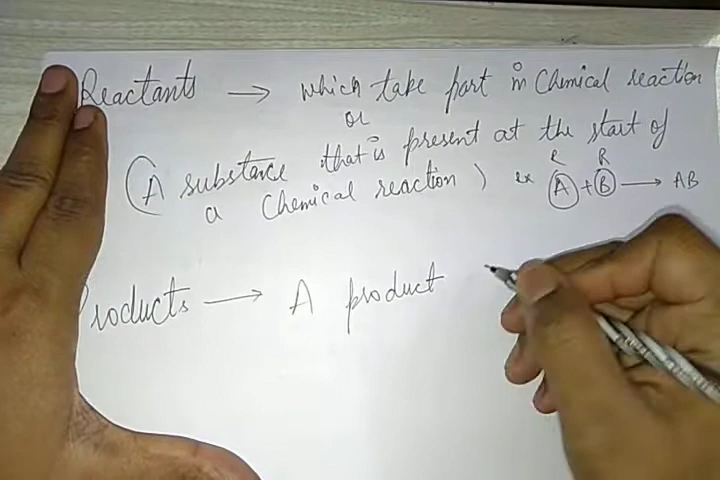 Reactants → which take part in Chemical reaction
or
(A substance that is present at the start of
a Chemical reaction) ex A + B → AB
R R
Products → A product